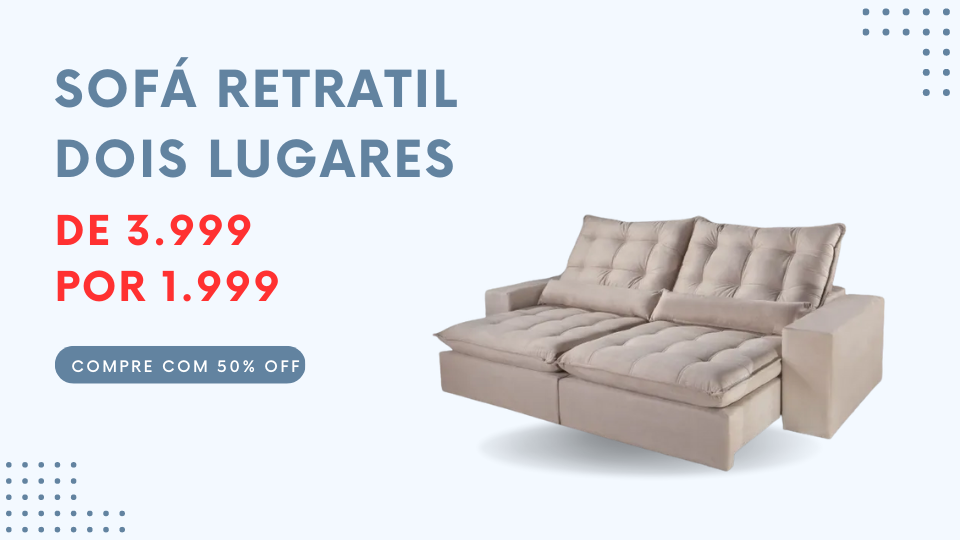 SOFÁ RETRATIL
DOIS LUGARES
DE 3.999
POR 1.999
COMPRE COM 50% OFF